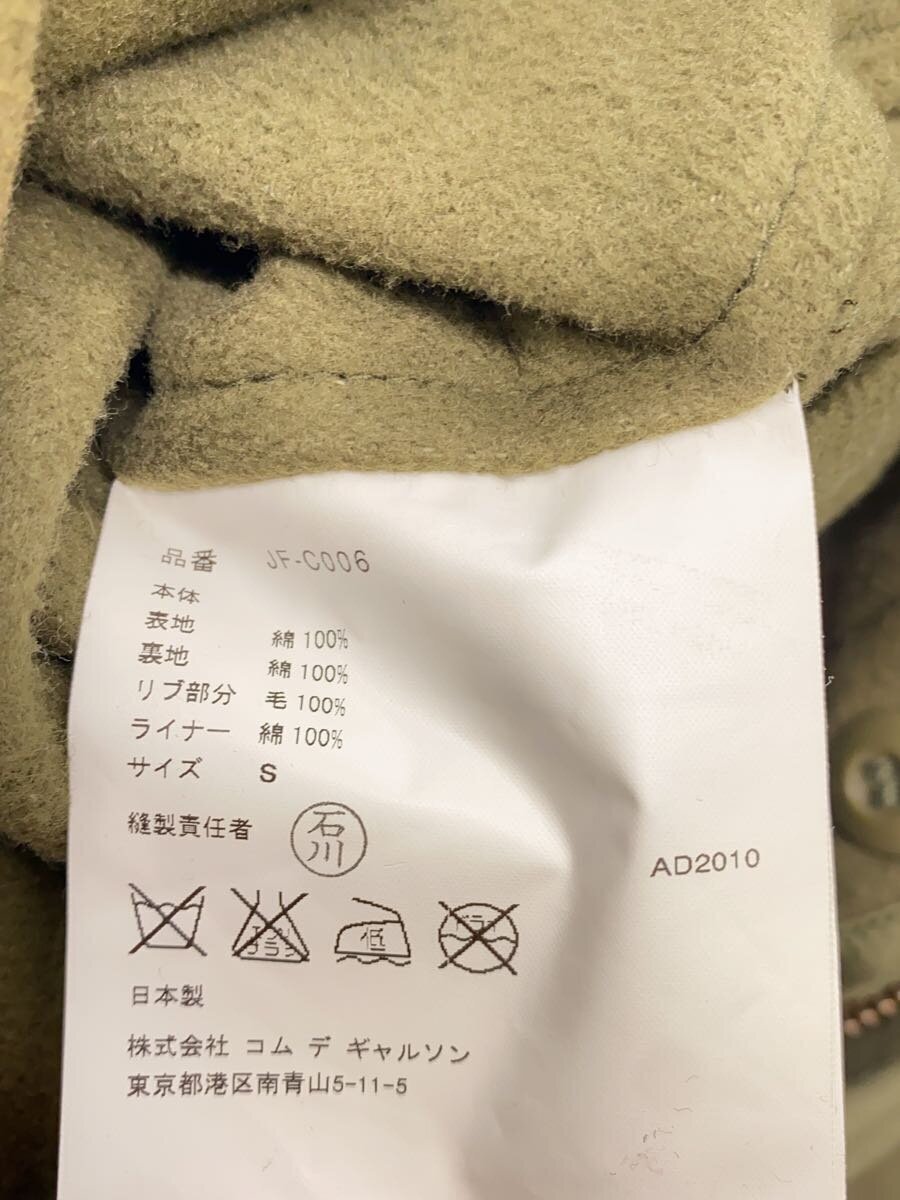 品番 JF-C006
本体
表地 綿 100%
裏地 綿 100%
リブ部分 毛 100%
ライナー 綿 100%
サイズ S
縫製責任者 石川
AD2010
低
日本製
株式会社 コム デ ギャルソン
東京都港区南青山5-11-5